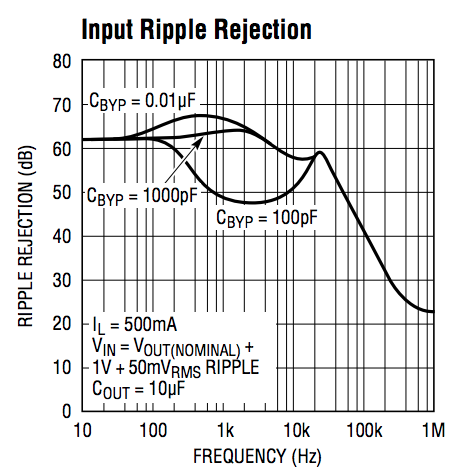 Input Ripple Rejection
80
70
60
50
40
30
20
10
0
RIPPLE REJECTION (dB)
CBYP = 0.01µF
CBYP = 1000pF
CBYP = 100pF
IL = 500mA
VIN = VOUT(NOMINAL) +
1V + 50mVRMS RIPPLE
COUT = 10µF
10 100 1k 10k 100k 1M
FREQUENCY (Hz)